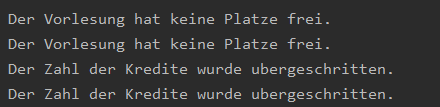 Der Vorlesung hat keine Platze frei.
Der Vorlesung hat keine Platze frei.
Der Zahl der Kredite wurde ubergeschritten.
Der Zahl der Kredite wurde ubergeschritten.